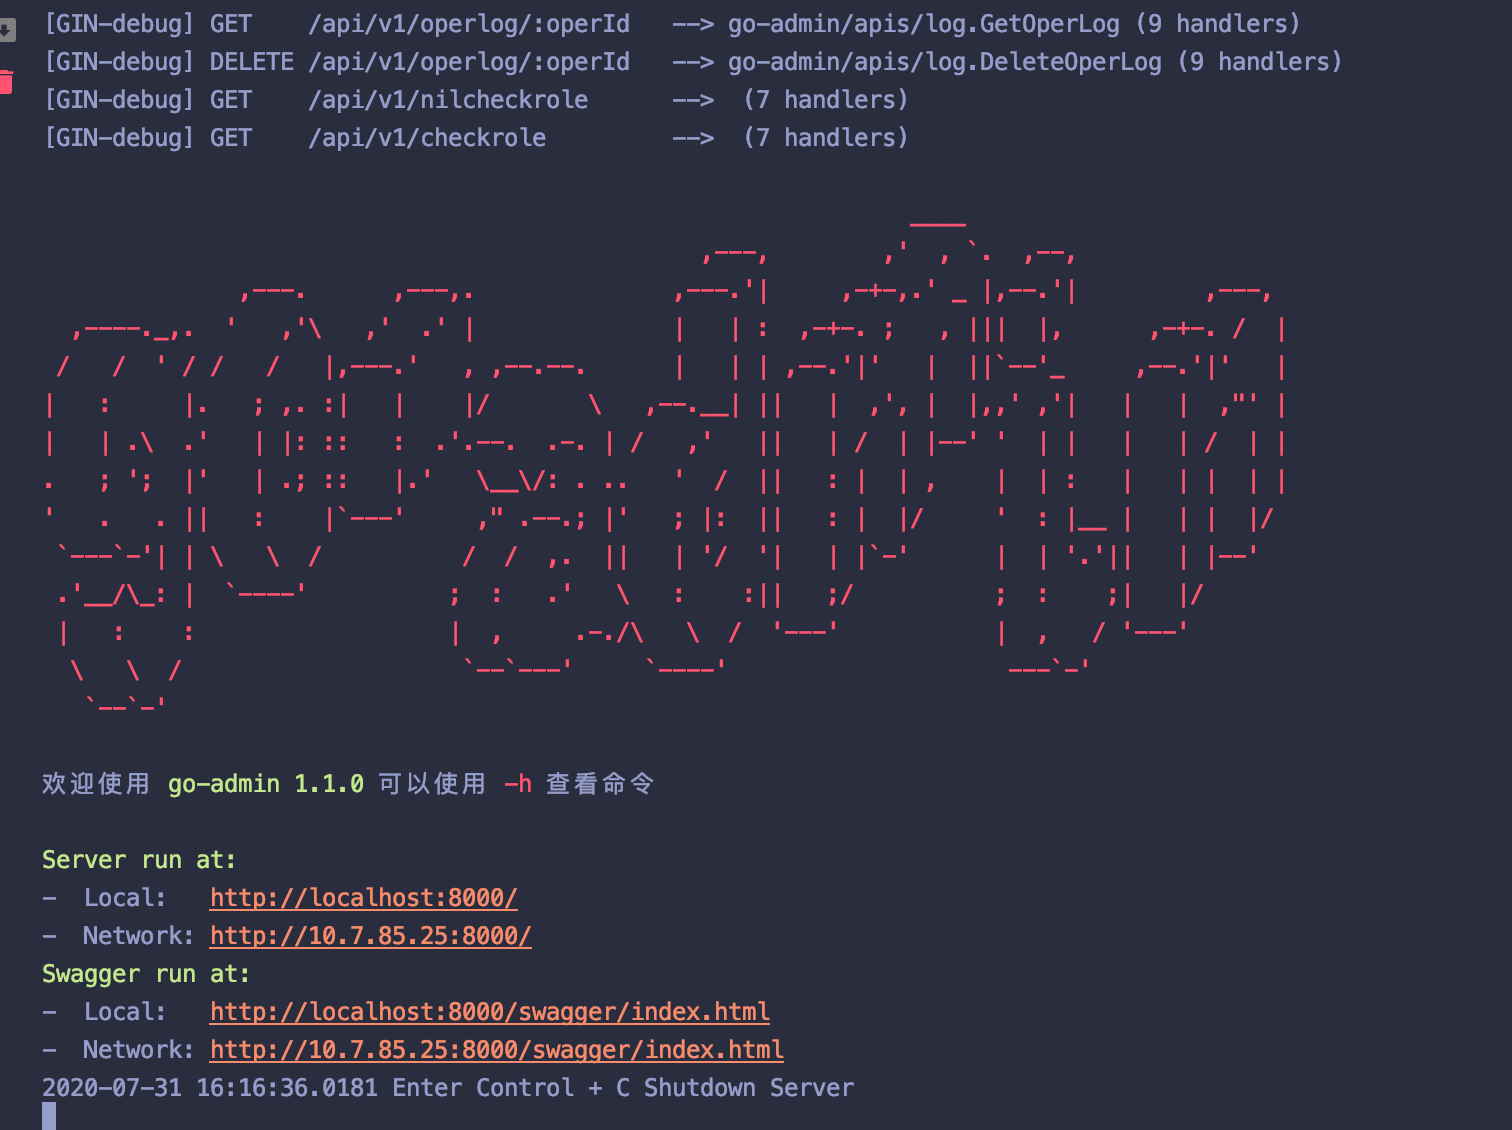 [GIN-debug] GET    /api/v1/operlog/:operId   --> go-admin/apis/log.GetOperLog (9 handlers)
[GIN-debug] DELETE /api/v1/operlog/:operId   --> go-admin/apis/log.DeleteOperLog (9 handlers)
[GIN-debug] GET    /api/v1/nilcheckrole      -->  (7 handlers)
[GIN-debug] GET    /api/v1/checkrole         -->  (7 handlers)
欢迎使用 go-admin 1.1.0 可以使用 -h 查看命令
Server run at:
-  Local:   http://localhost:8000/
-  Network: http://10.7.85.25:8000/
Swagger run at:
-  Local:   http://localhost:8000/swagger/index.html
-  Network: http://10.7.85.25:8000/swagger/index.html
2020-07-31 16:16:36.0181 Enter Control + C Shutdown Server